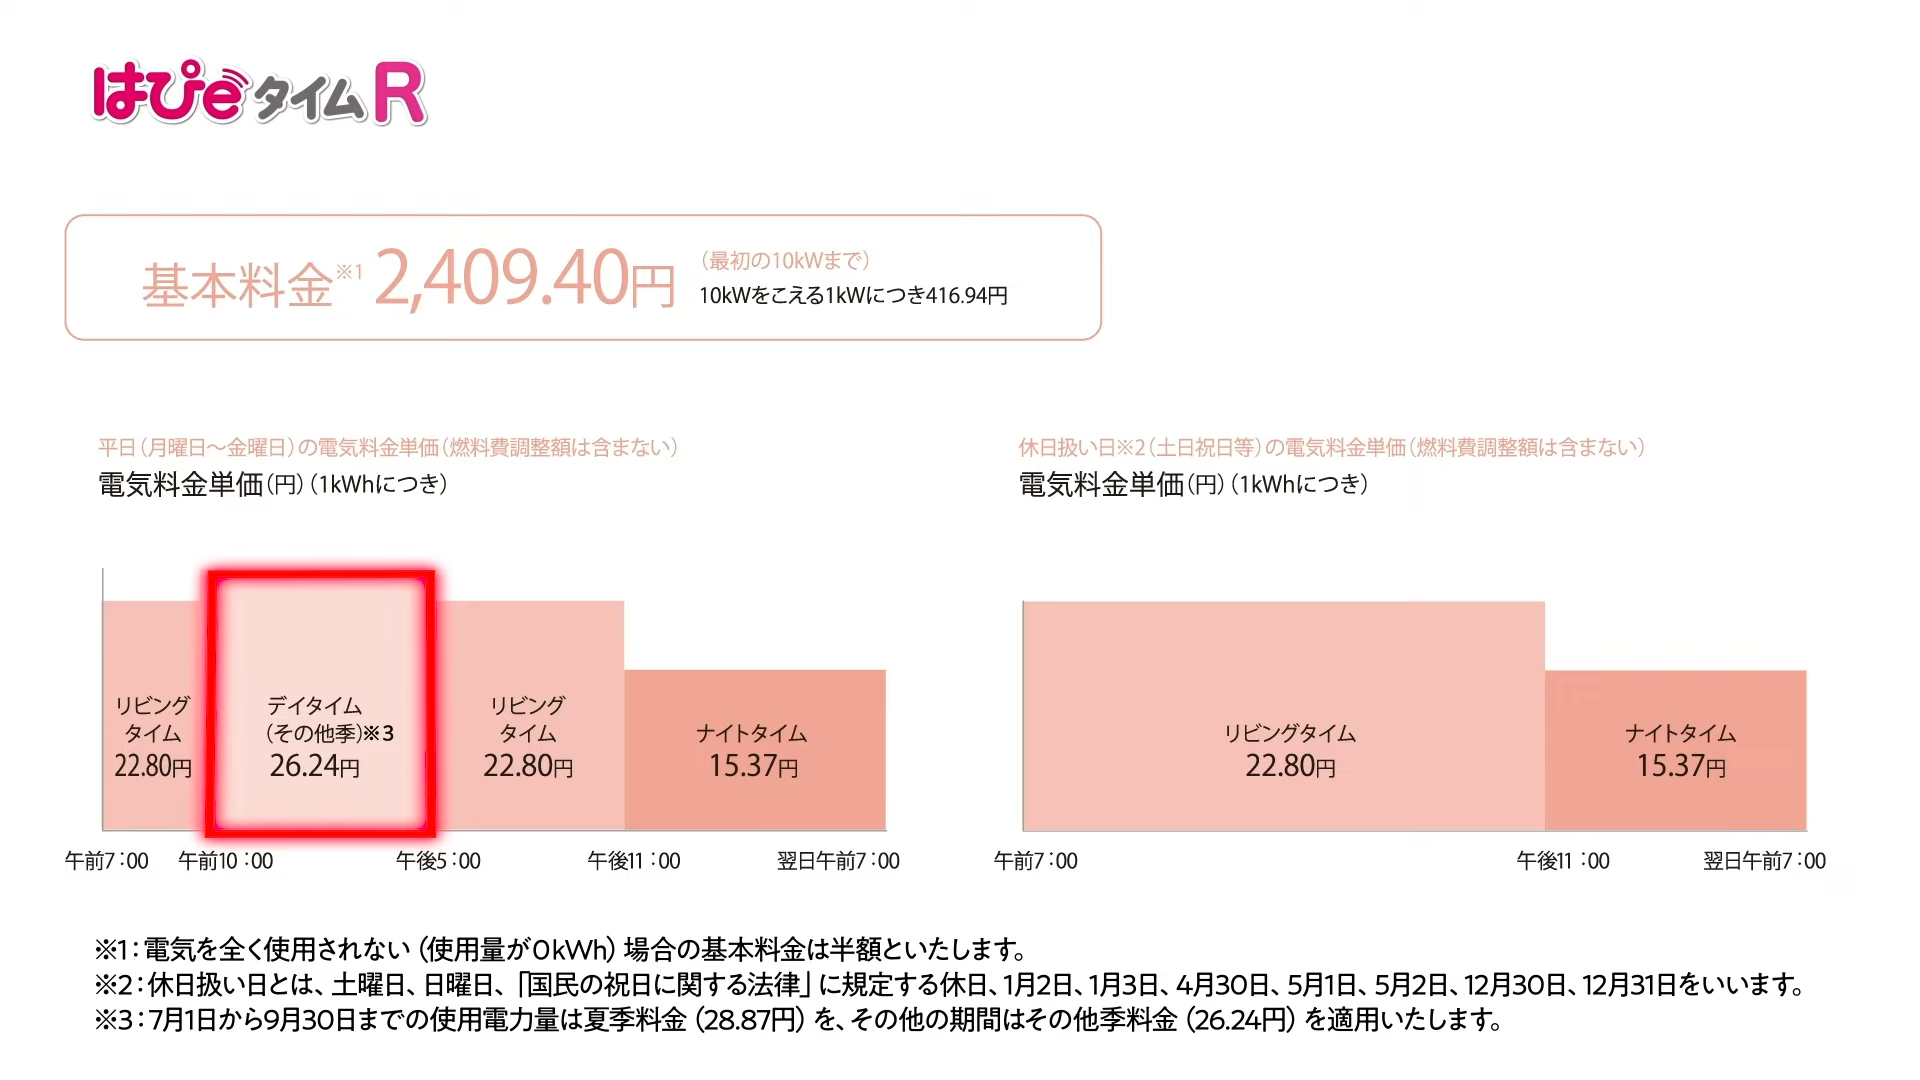 はぴeタイムR
基本料金※1 2,409.40円
（最初の10kWまで）
10kWをこえる1kWにつき416.94円
平日（月曜日～金曜日）の電気料金単価（燃料費調整額は含まない）
電気料金単価（円）（1kWhにつき）
リビング
タイム
22.80円
デイタイム
（その他季）※3
26.24円
リビング
タイム
22.80円
ナイトタイム
15.37円
午前7：00
午前10：00
午後5：00
午後11：00
翌日午前7：00
休日扱い日※2（土日祝日等）の電気料金単価（燃料費調整額は含まない）
電気料金単価（円）（1kWhにつき）
リビングタイム
22.80円
ナイトタイム
15.37円
午前7：00
午後11：00
翌日午前7：00
※1：電気を全く使用されない（使用量が0kWh）場合の基本料金は半額といたします。
※2：休日扱い日とは、土曜日、日曜日、「国民の祝日に関する法律」に規定する休日、1月2日、1月3日、4月30日、5月1日、5月2日、12月30日、12月31日をいいます。
※3：7月1日から9月30日までの使用電力量は夏季料金（28.87円）を、その他の期間はその他季料金（26.24円）を適用いたします。